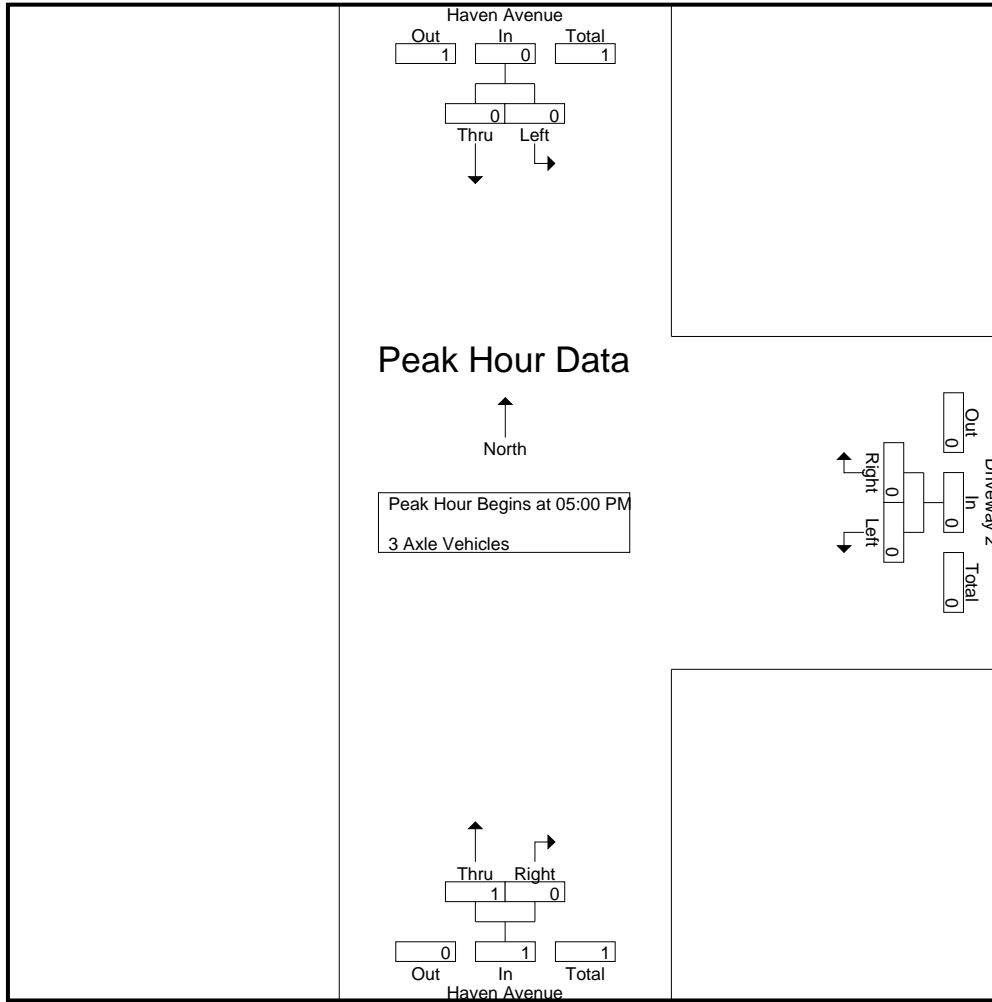 Haven Avenue
Out In Total
1 0 1
0 0
Thru Left
Peak Hour Data
North
Peak Hour Begins at 05:00 PM
3 Axle Vehicles
Out
0
Right
0
Driveway 2
In
0
Left
0
Total
0
Thru Right
1 0
0 1 1
Out In Total
Haven Avenue